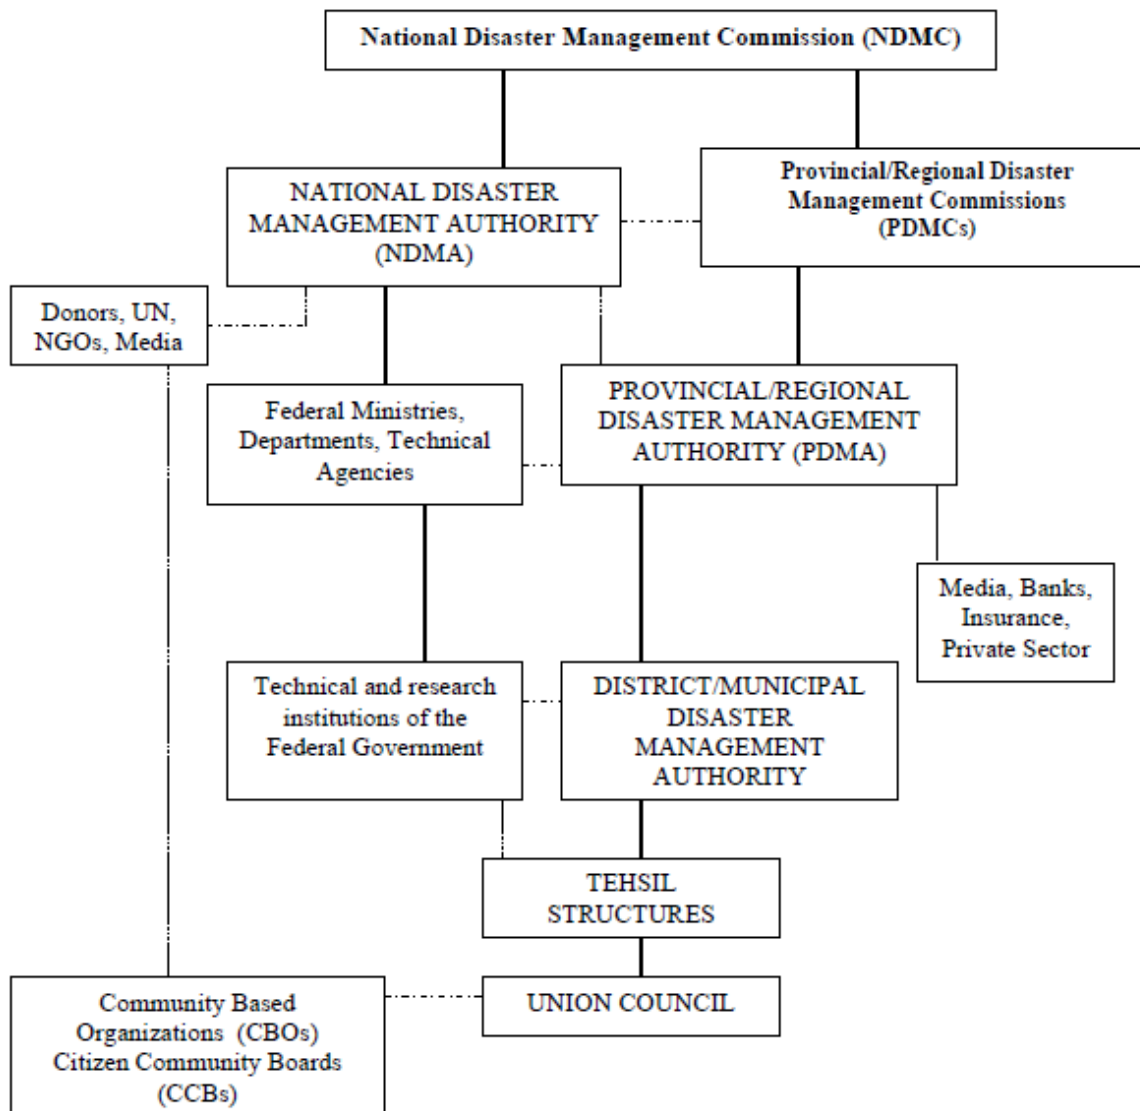 National Disaster Management Commission (NDMC)
NATIONAL DISASTER
MANAGEMENT AUTHORITY
(NDMA)
Provincial/Regional Disaster
Management Commissions
(PDMCs)
Donors, UN,
NGOs, Media
Federal Ministries,
Departments, Technical
Agencies
PROVINCIAL/REGIONAL
DISASTER MANAGEMENT
AUTHORITY (PDMA)
Media, Banks,
Insurance,
Private Sector
Technical and research
institutions of the
Federal Government
DISTRICT/MUNICIPAL
DISASTER
MANAGEMENT
AUTHORITY
TEHSIL
STRUCTURES
Community Based
Organizations (CBOs)
Citizen Community Boards
(CCBs)
UNION COUNCIL